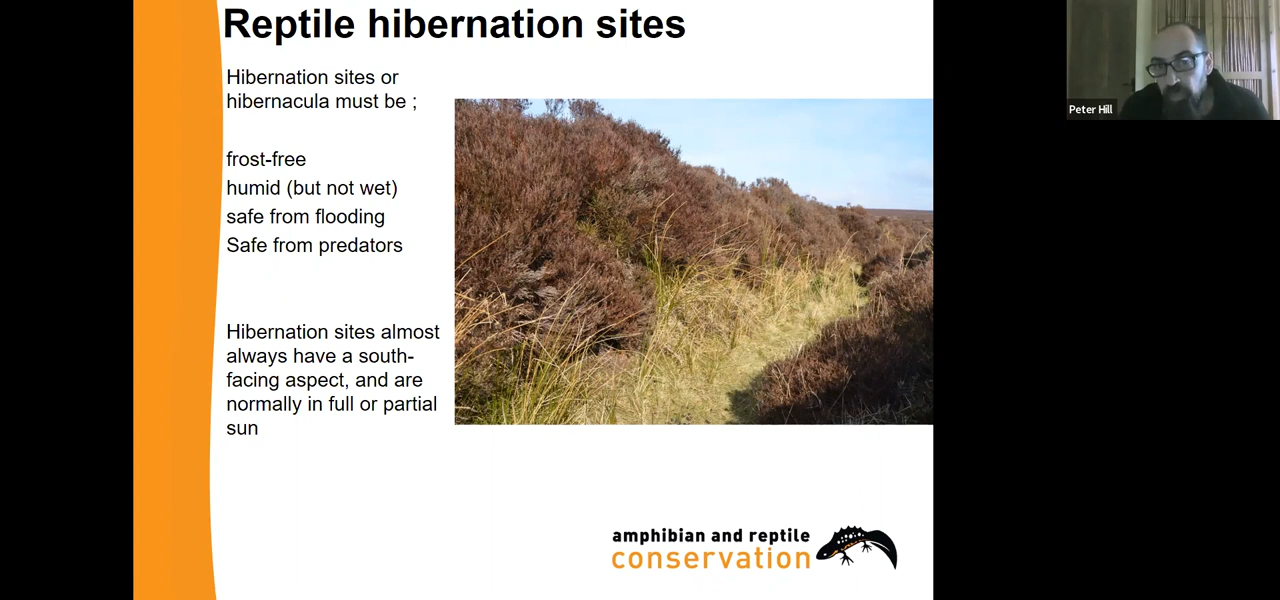 Reptile hibernation sites
Hibernation sites or
hibernacula must be ;
frost-free
humid (but not wet)
safe from flooding
Safe from predators
Hibernation sites almost
always have a south-
facing aspect, and are
normally in full or partial
sun
amphibian and reptile
conservation
Peter Hill